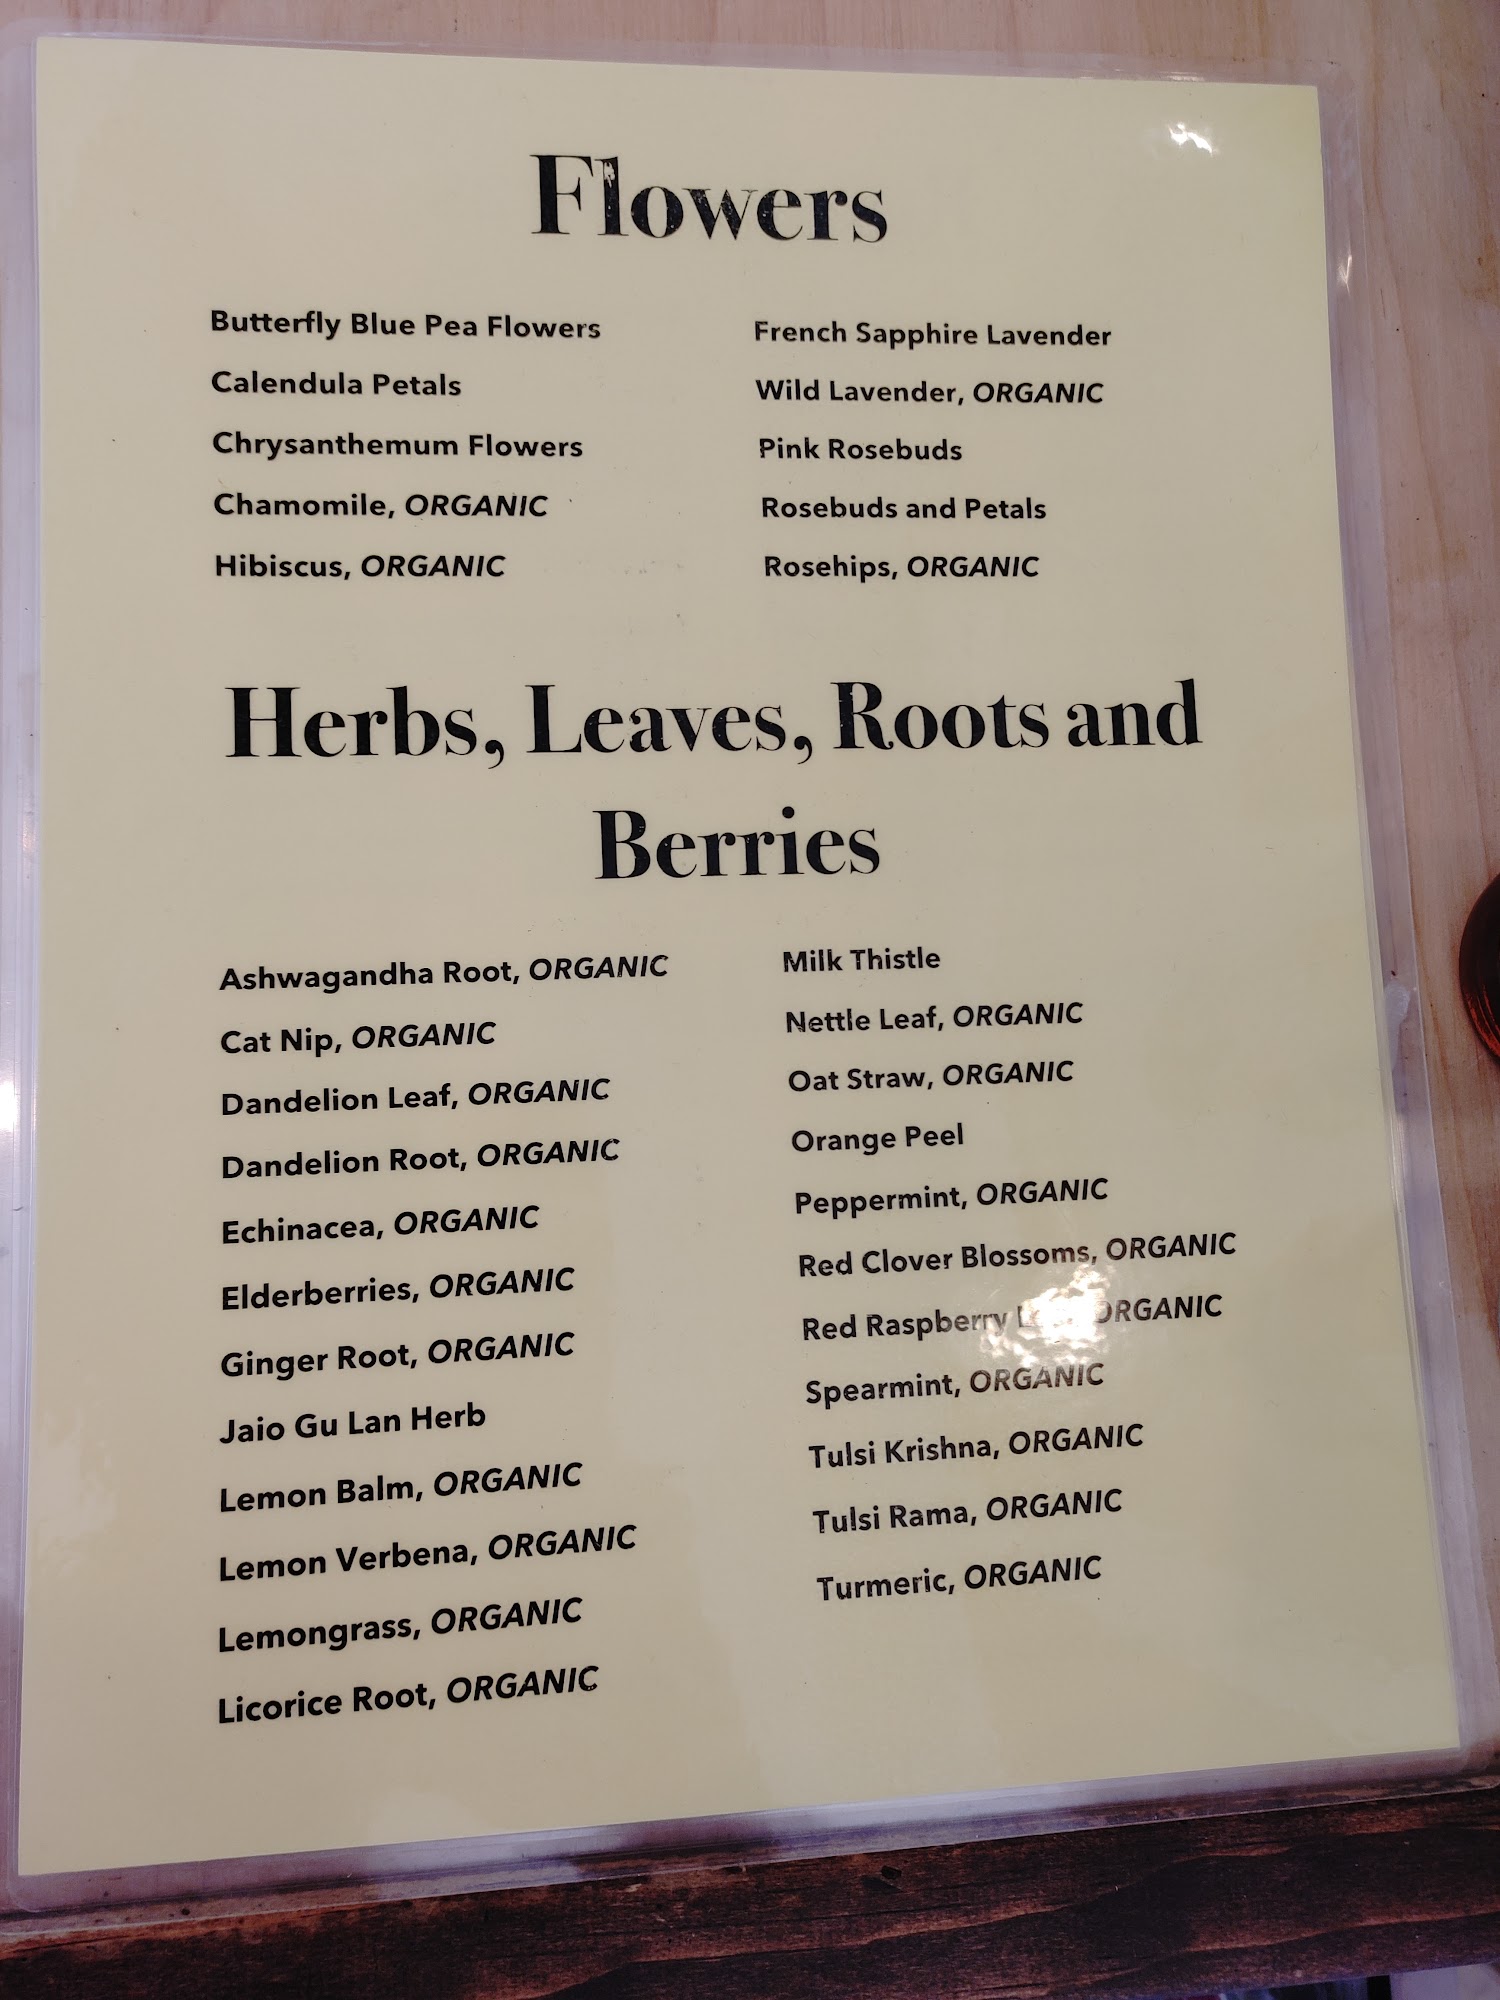 Flowers
Butterfly Blue Pea Flowers
Calendula Petals
Chrysanthemum Flowers
Chamomile, ORGANIC
Hibiscus, ORGANIC
French Sapphire Lavender
Wild Lavender, ORGANIC
Pink Rosebuds
Rosebuds and Petals
Rosehips, ORGANIC
Herbs, Leaves, Roots and
Berries
Ashwagandha Root, ORGANIC
Cat Nip, ORGANIC
Dandelion Leaf, ORGANIC
Dandelion Root, ORGANIC
Echinacea, ORGANIC
Elderberries, ORGANIC
Ginger Root, ORGANIC
Jaio Gu Lan Herb
Lemon Balm, ORGANIC
Lemon Verbena, ORGANIC
Lemongrass, ORGANIC
Licorice Root, ORGANIC
Milk Thistle
Nettle Leaf, ORGANIC
Oat Straw, ORGANIC
Orange Peel
Peppermint, ORGANIC
Red Clover Blossoms, ORGANIC
Red Raspberry ORGANIC
Spearmint, ORGANIC
Tulsi Krishna, ORGANIC
Tulsi Rama, ORGANIC
Turmeric, ORGANIC